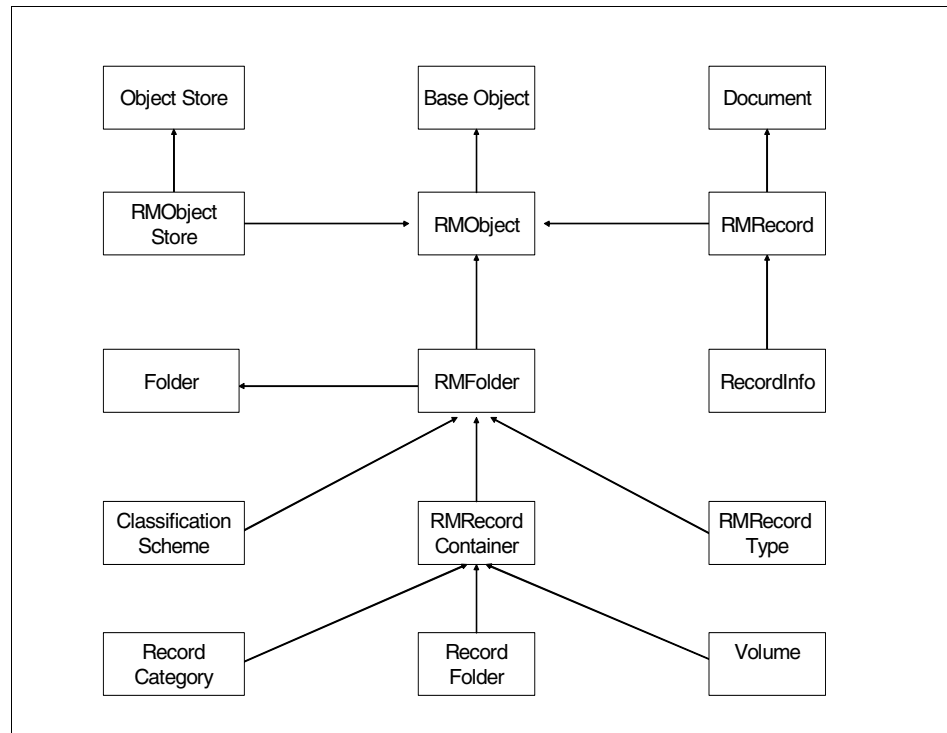 Object Store
Base Object
Document
RMObject
Store
RMObject
RMRecord
Folder
RMFolder
RecordInfo
Classification
Scheme
RMRecord
Container
RMRecord
Type
Record
Category
Record
Folder
Volume